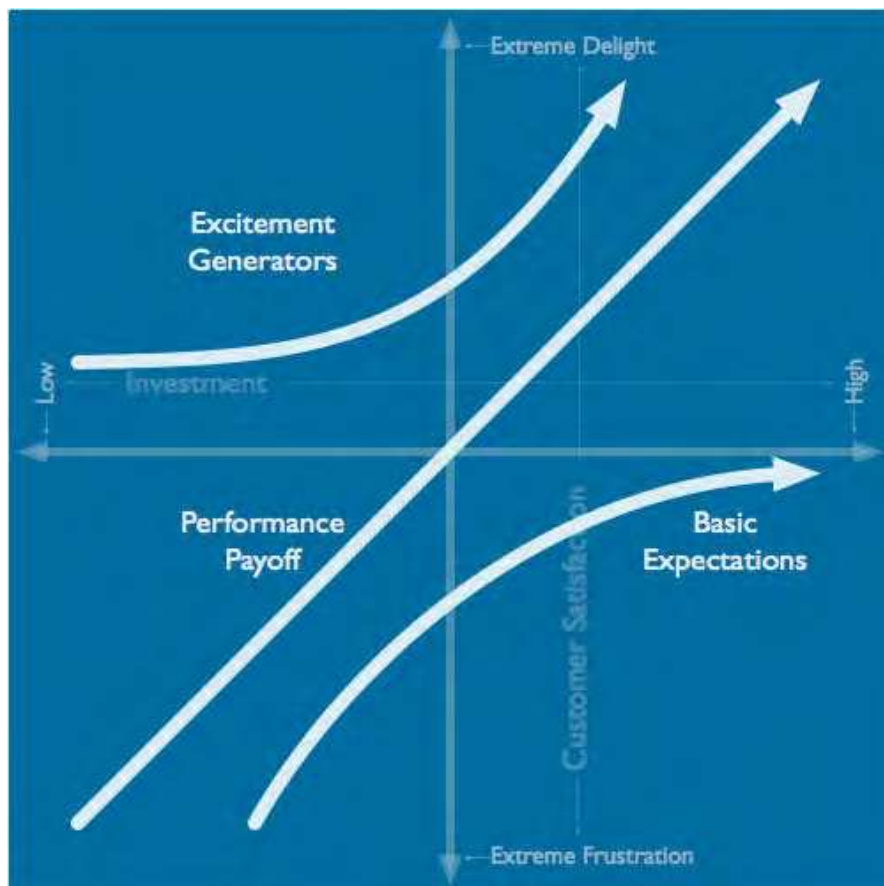 Extreme Delight
Excitement
Generators
Low
Investment
High
Performance
Payoff
Basic
Expectations
Customer Satisfaction
Extreme Frustration